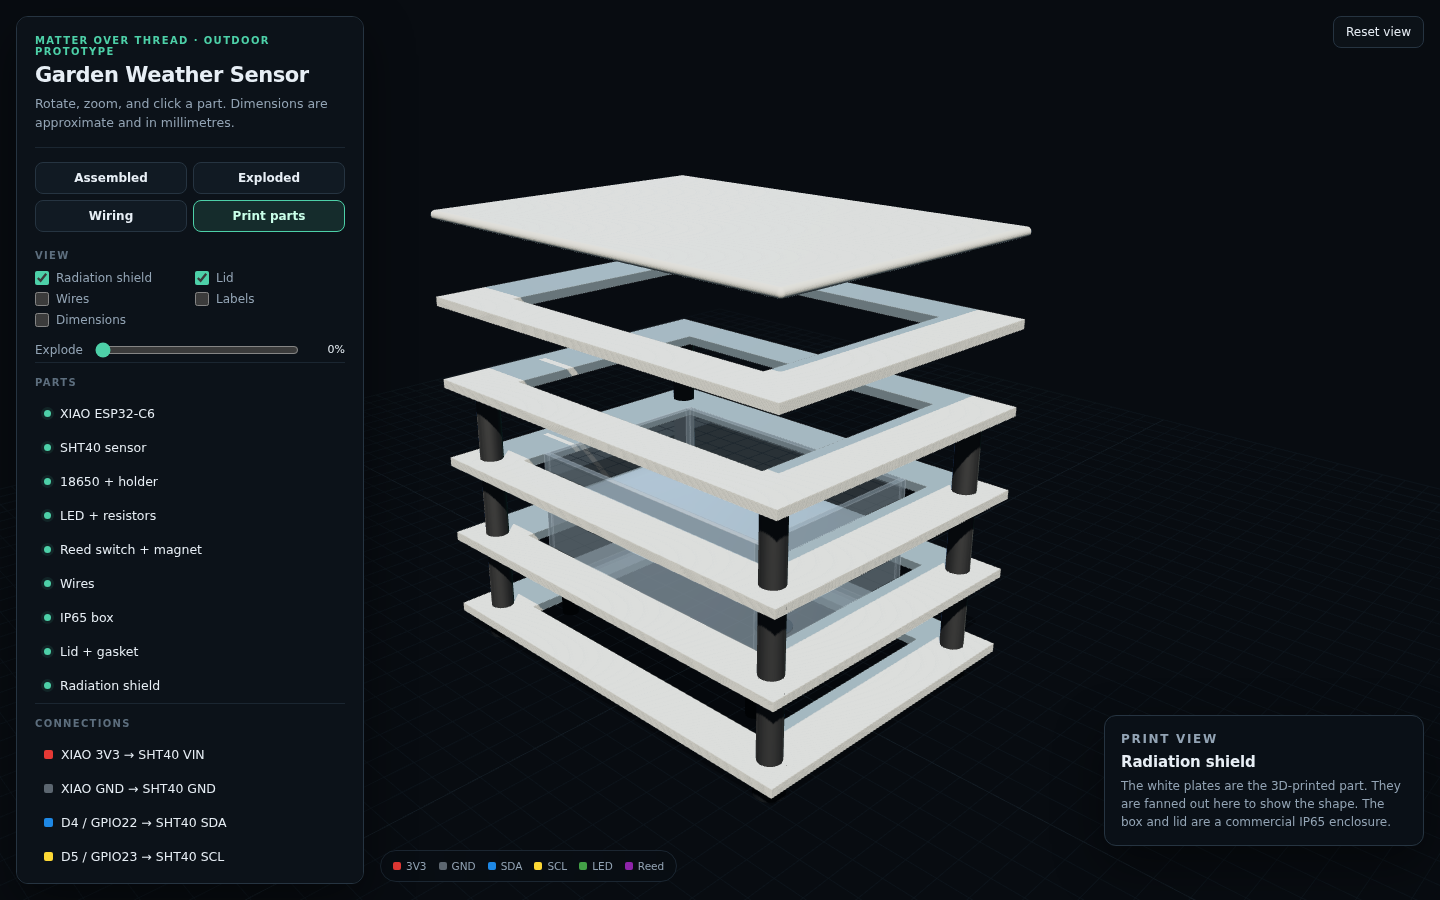 MATTER OVER THREAD · OUTDOOR
PROTOTYPE
Garden Weather Sensor
Rotate, zoom, and click a part. Dimensions are
approximate and in millimetres.
Assembled
Exploded
Wiring
Print parts
VIEW
Radiation shield
Lid
Wires
Labels
Dimensions
Explode
0%
PARTS
XIAO ESP32-C6
SHT40 sensor
18650 + holder
LED + resistors
Reed switch + magnet
Wires
IP65 box
Lid + gasket
Radiation shield
CONNECTIONS
XIAO 3V3 → SHT40 VIN
XIAO GND → SHT40 GND
D4 / GPIO22 → SHT40 SDA
D5 / GPIO23 → SHT40 SCL
Reset view
PRINT VIEW
Radiation shield
The white plates are the 3D-printed part. They
are fanned out here to show the shape. The
box and lid are a commercial IP65 enclosure.
3V3
GND
SDA
SCL
LED
Reed